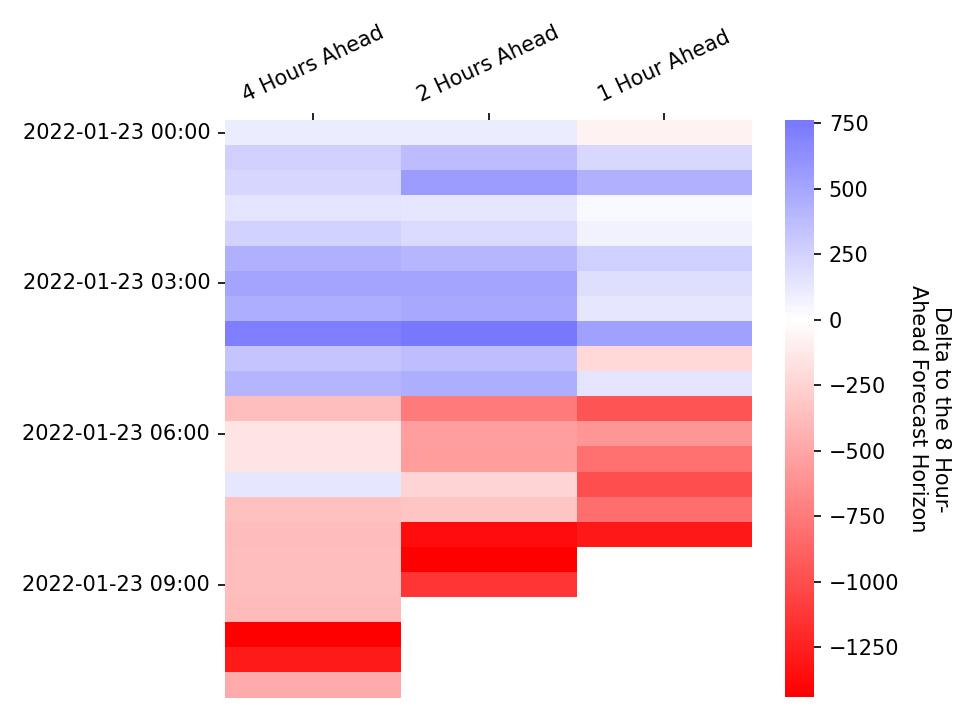 4 Hours Ahead
2 Hours Ahead
1 Hour Ahead
2022-01-23 00:00
2022-01-23 03:00
2022-01-23 06:00
2022-01-23 09:00
750
500
250
0
−250
−500
−750
−1000
−1250
Delta to the 8 Hour-
Ahead Forecast Horizon